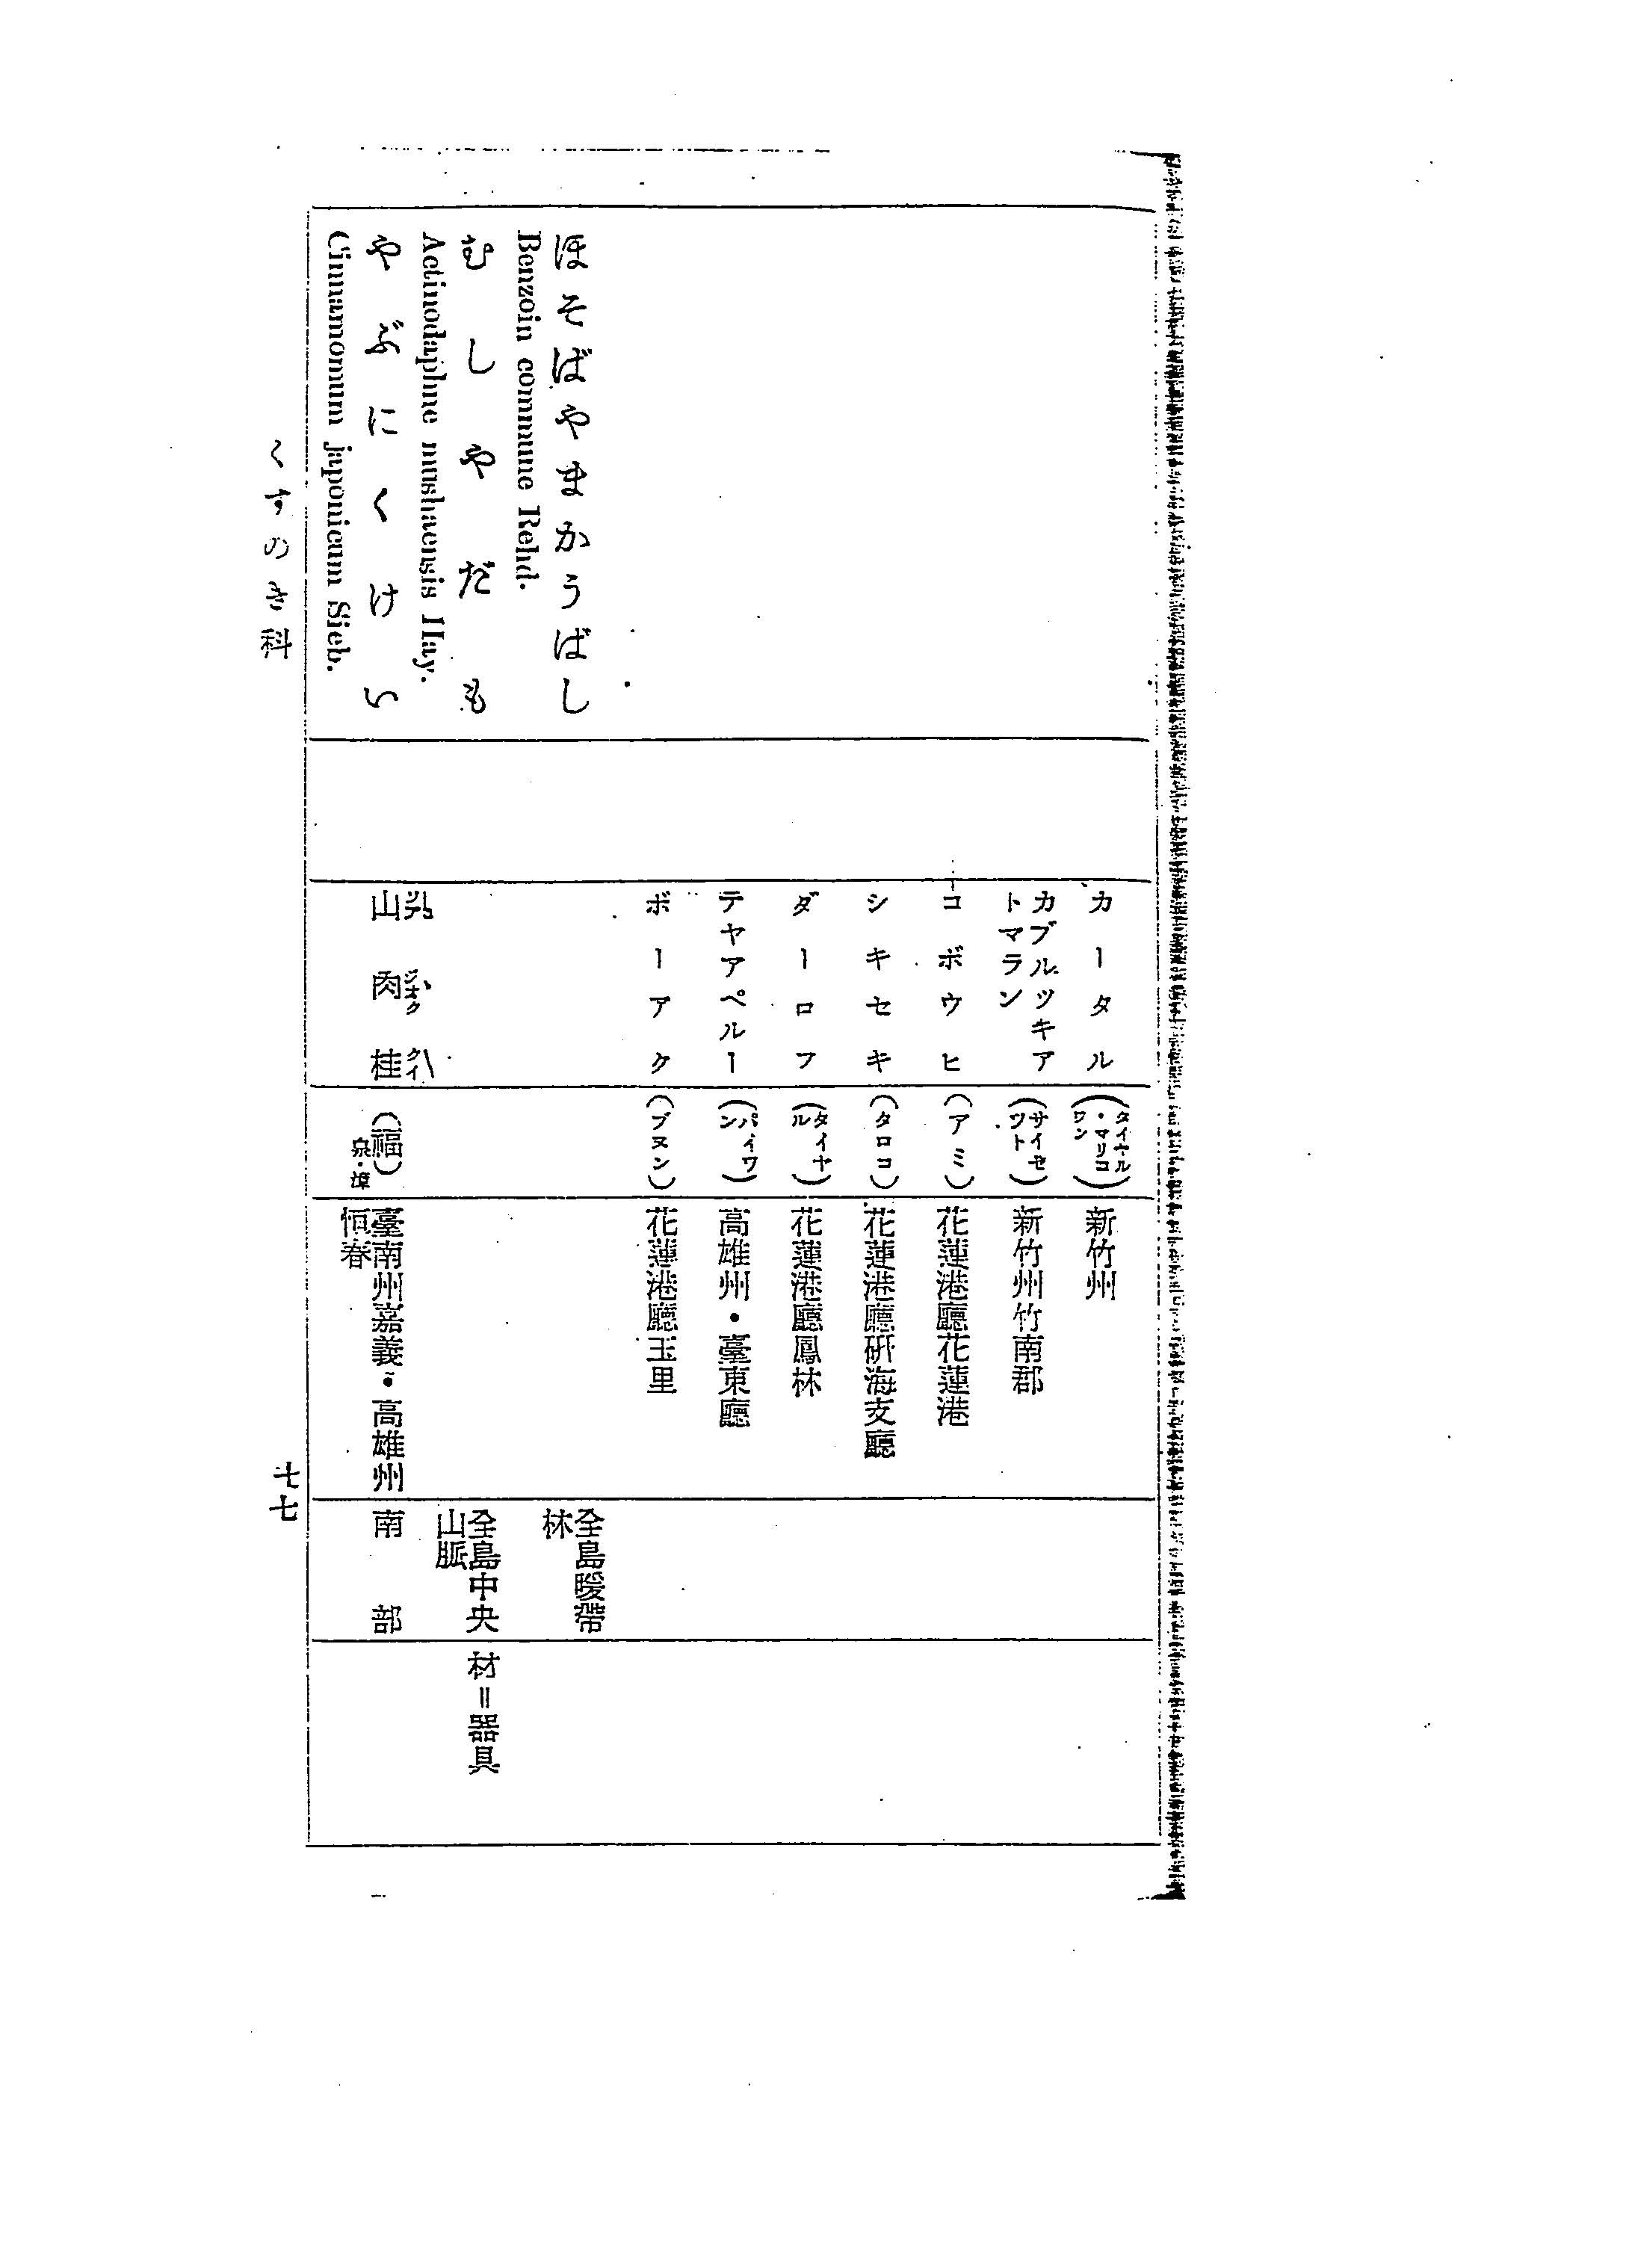 カータル
(タイヤル・マリコワン)
新竹州
カブルツキア
トマラン
(サイセツト)
新竹州竹南郡
コボウヒ
(アミ)
花蓮港廳花蓮港
シキセキ
(タロコ)
花蓮港廳研海支廳
ダーロフ
(タイヤル)
花蓮港廳鳳林
テヤアペルー
(パイワン)
高雄州・臺東廳
ボーアク
(ブヌン)
花蓮港廳玉里
ほそばやまかうばし
Benzoin commune Rehd.
全島暖帶
林
むしやだも
Actinodaphne mushaensis Hay.
全島中央
山脈
材=器具
やぶにくけい
Cinnamomum japonicum Sieb.
山肉桂
(福)
泉・漳
臺南州嘉義・高雄州
恒春
南部
くすのき科
七七